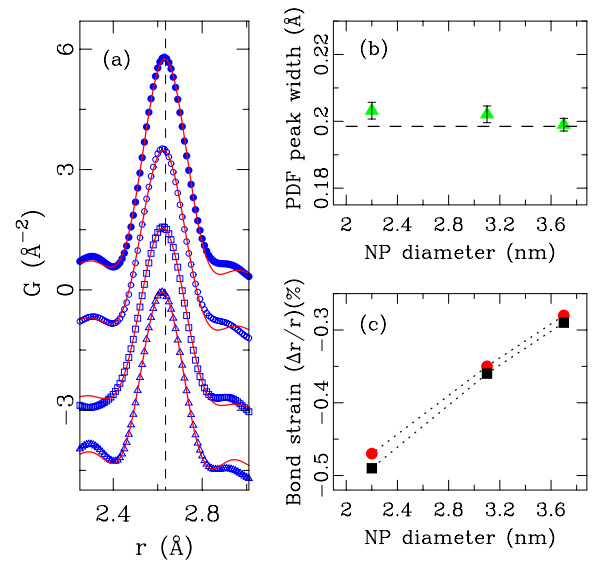 (a)
6
3
0
−3
G (Å⁻²)
2.4 2.8
r (Å)
(b)
0.22
0.2
0.18
PDF peak width (Å)
2 2.4 2.8 3.2 3.6
NP diameter (nm)
(c)
−0.3
−0.4
−0.5
Bond strain (Δr/r)(%)
2 2.4 2.8 3.2 3.6
NP diameter (nm)